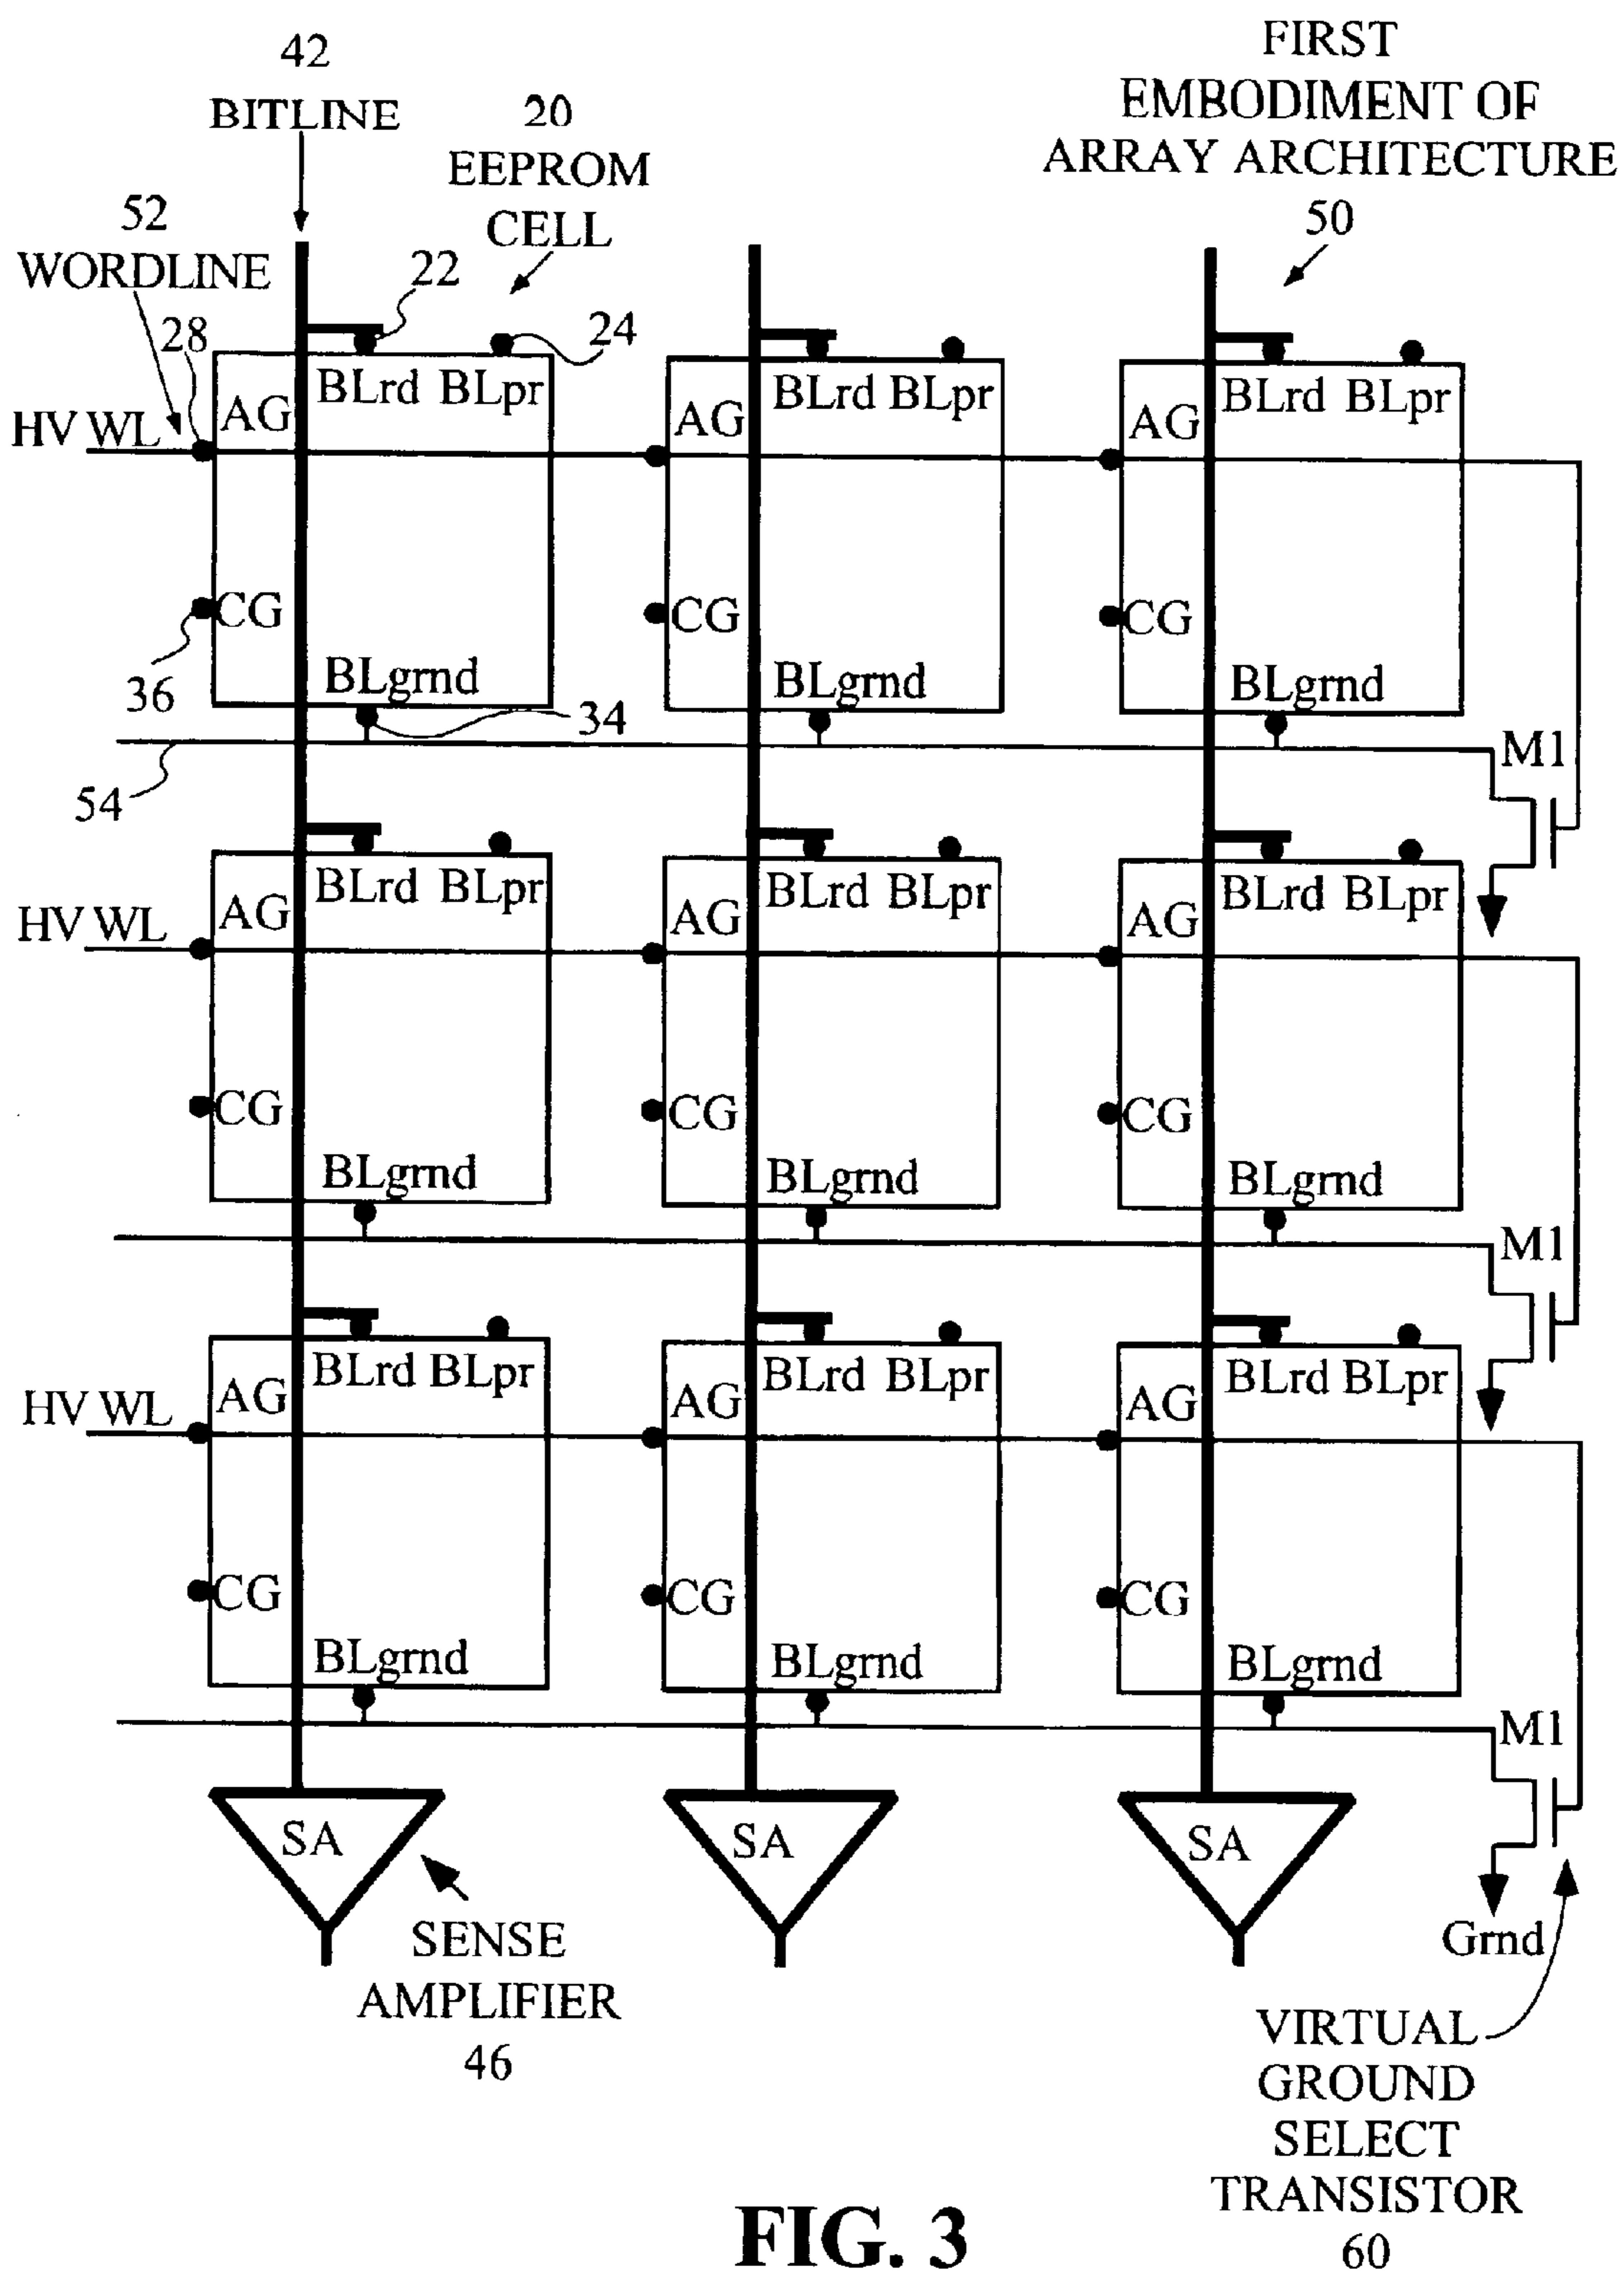 42
BITLINE
20
EEPROM
CELL
FIRST
EMBODIMENT OF
ARRAY ARCHITECTURE
50
52
WORDLINE
22
28
24
HV WL
AG
BLrd BLpr
AG
BLrd BLpr
AG
BLrd BLpr
CG
CG
CG
36
BLgrnd
34
BLgrnd
BLgrnd
54
M1
HV WL
AG
BLrd BLpr
AG
BLrd BLpr
AG
BLrd BLpr
CG
CG
CG
BLgrnd
BLgrnd
BLgrnd
M1
HV WL
AG
BLrd BLpr
AG
BLrd BLpr
AG
BLrd BLpr
CG
CG
CG
BLgrnd
BLgrnd
BLgrnd
M1
SA
SA
SA
SENSE
AMPLIFIER
46
Grnd
VIRTUAL
GROUND
SELECT
TRANSISTOR
60
FIG. 3